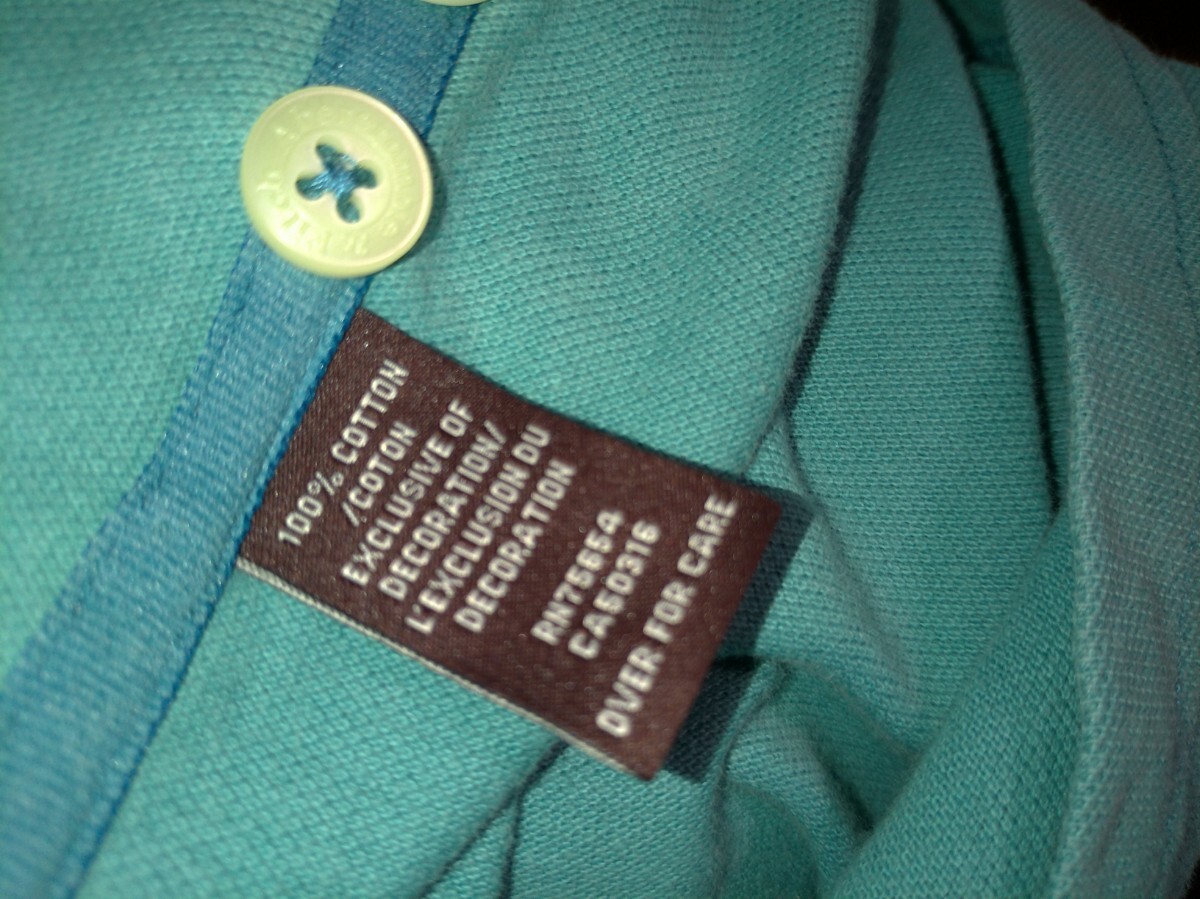 100% COTTON
/COTON
EXCLUSIVE OF
DECORATION/
L'EXCLUSION DU
DECORATION
RN75654
CA50316
OVER FOR CARE